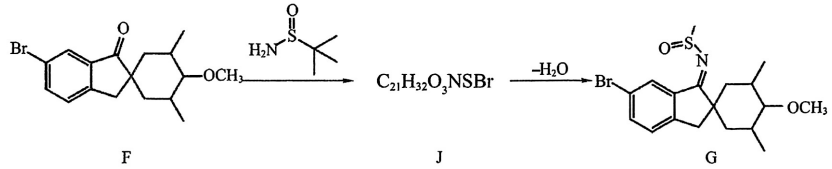 O
O
S
H₂N
Br
OCH₃
F
C₂₁H₃₂O₃NSBr
J
–H₂O
O=S
N
Br
OCH₃
G